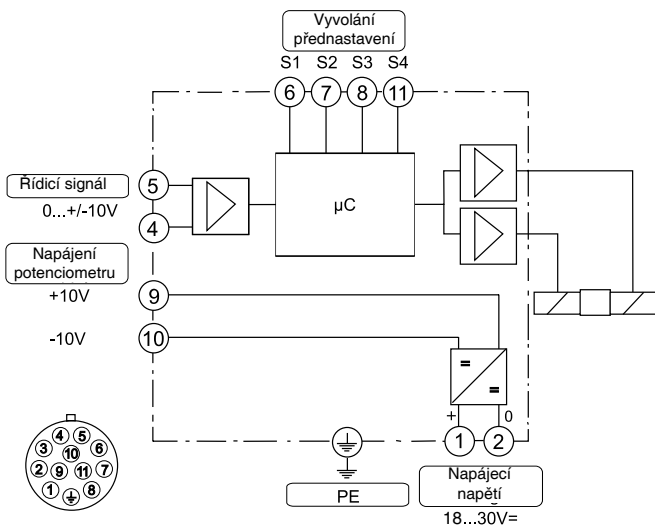 Vyvolání
přednastavení
S1 S2 S3 S4
6 7 8 11
Řídicí signál
0...+/-10V
5
4
µC
Napájení
potenciometru
+10V
9
-10V
10
=
=
+ 0
1 2
PE
Napájecí
napětí
18...30V=
4 5
3 10 6
2 9 11 7
1 8